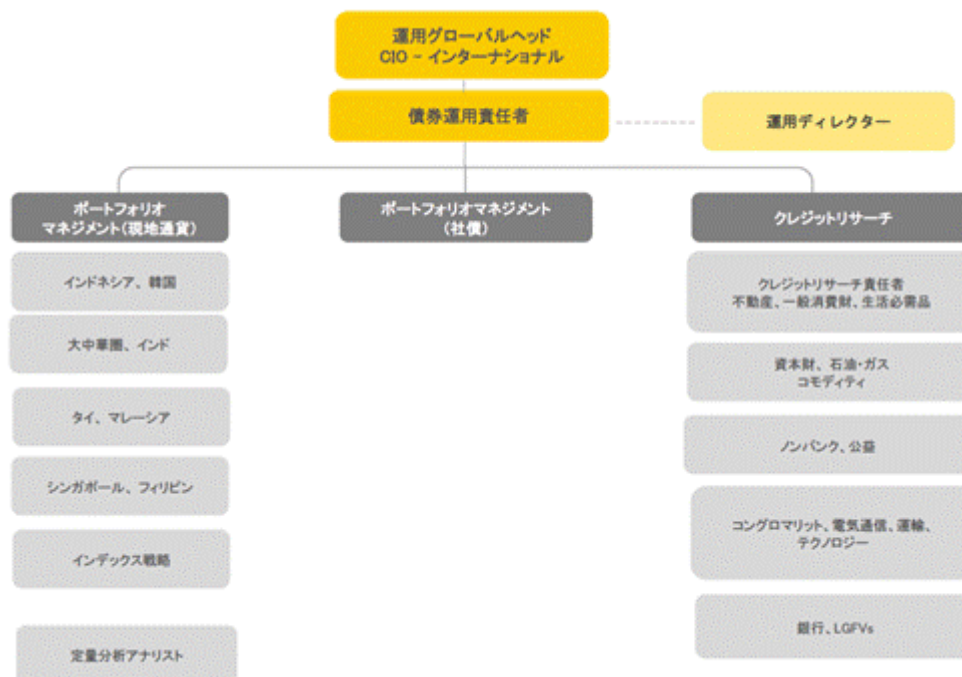 運用グローバルヘッド
CIO - インターナショナル
債券運用責任者
運用ディレクター
ポートフォリオ
マネジメント(現地通貨)
インドネシア、韓国
大中華圏、インド
タイ、マレーシア
シンガポール、フィリピン
インデックス戦略
定量分析アナリスト
ポートフォリオマネジメント
(社債)
クレジットリサーチ
クレジットリサーチ責任者
不動産、一般消費財、生活必需品
資本財、石油・ガス
コモディティ
ノンバンク、公益
コングロマリット、電気通信、運輸、
テクノロジー
銀行、LGFVs